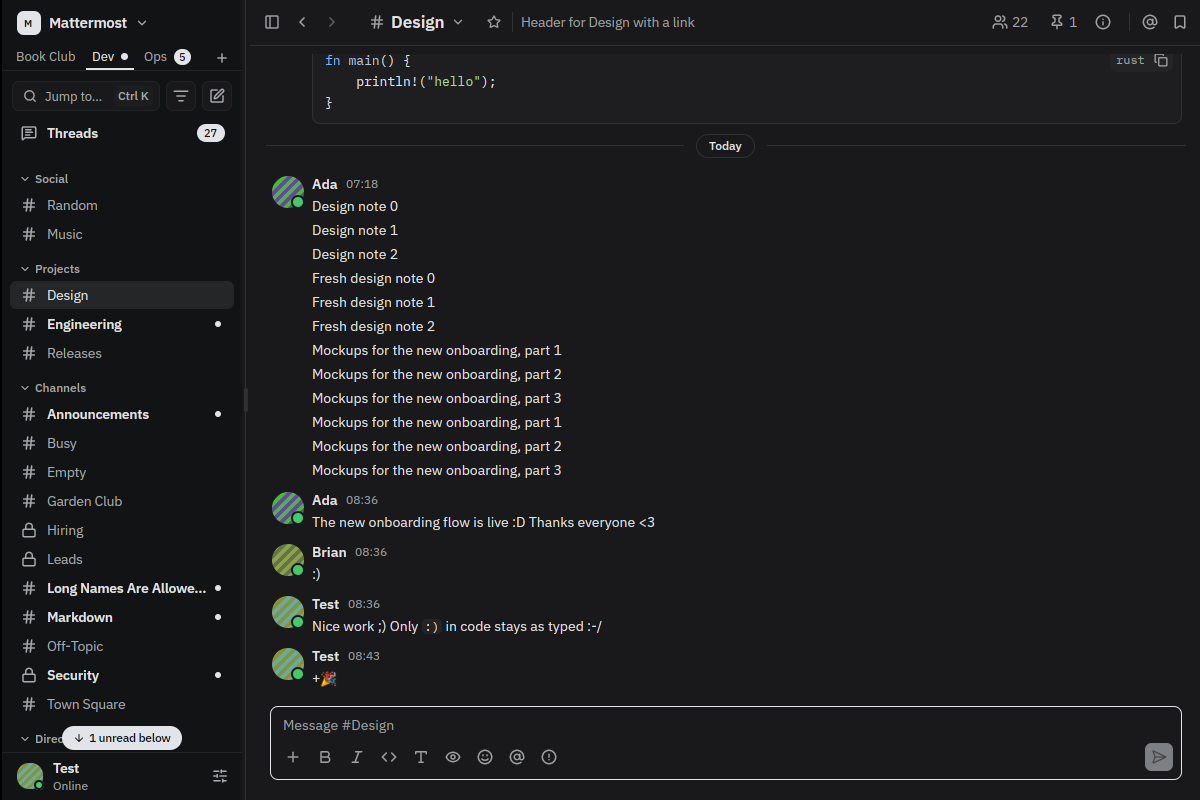 M Mattermost
Book Club Dev Ops 5
Jump to... Ctrl K
Threads 27
Social
Random
Music
Projects
Design
Engineering
Releases
Channels
Announcements
Busy
Empty
Garden Club
Hiring
Leads
Long Names Are Allowe...
Markdown
Off-Topic
Security
Town Square
Direc
1 unread below
Test
Online
# Design Header for Design with a link 22 1
fn main() { rust
println!("hello");
}
Today
Ada 07:18
Design note 0
Design note 1
Design note 2
Fresh design note 0
Fresh design note 1
Fresh design note 2
Mockups for the new onboarding, part 1
Mockups for the new onboarding, part 2
Mockups for the new onboarding, part 3
Mockups for the new onboarding, part 1
Mockups for the new onboarding, part 2
Mockups for the new onboarding, part 3
Ada 08:36
The new onboarding flow is live :D Thanks everyone <3
Brian 08:36
:)
Test 08:36
Nice work ;) Only :) in code stays as typed :-/
Test 08:43
+🎉
Message #Design